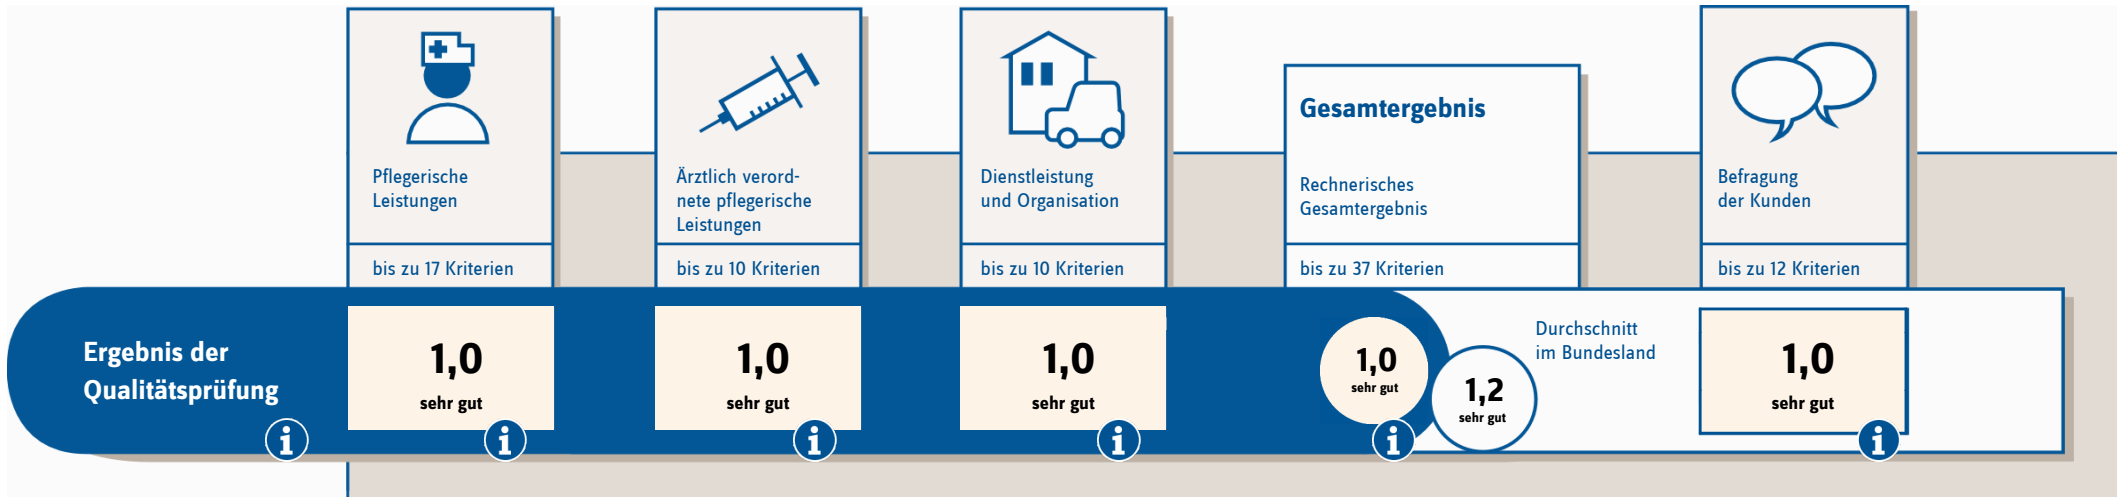 Pflegerische
Leistungen
bis zu 17 Kriterien
Ärztlich verord-
nete pflegerische
Leistungen
bis zu 10 Kriterien
Dienstleistung
und Organisation
bis zu 10 Kriterien
Gesamtergebnis
Rechnerisches
Gesamtergebnis
bis zu 37 Kriterien
Befragung
der Kunden
bis zu 12 Kriterien
Ergebnis der
Qualitätsprüfung
i
1,0
sehr gut
i
1,0
sehr gut
i
1,0
sehr gut
i
1,0
sehr gut
i
1,2
sehr gut
Durchschnitt
im Bundesland
1,0
sehr gut
i